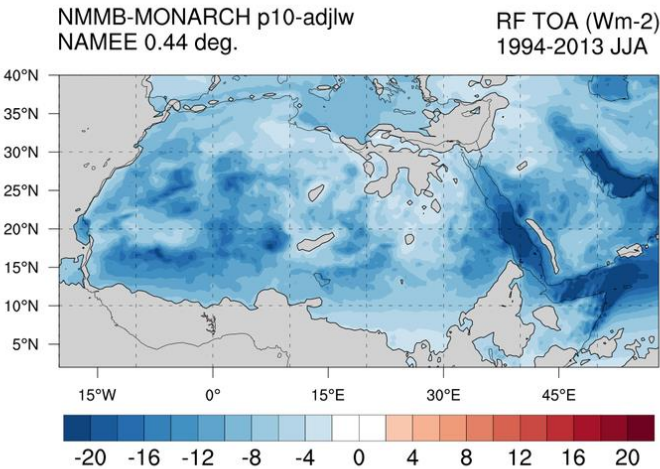 NMMB-MONARCH p10-adjlw
NAMEE 0.44 deg.
RF TOA (Wm-2)
1994-2013 JJA
40°N
35°N
30°N
25°N
20°N
15°N
10°N
5°N
15°W 0° 15°E 30°E 45°E
-20 -16 -12 -8 -4 0 4 8 12 16 20